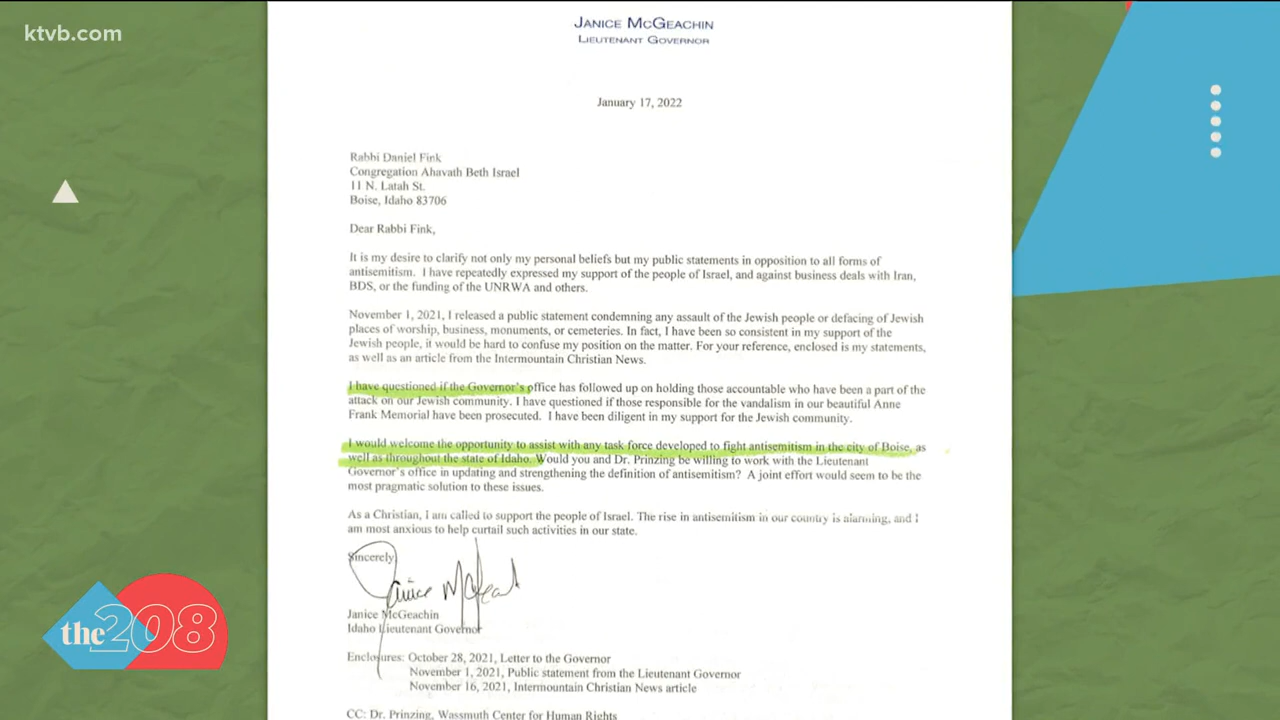 ktvb.com
JANICE MCGEACHIN
LIEUTENANT GOVERNOR
January 17, 2022
Rabbi Daniel Fink
Congregation Ahavath Beth Israel
11 N. Latah St.
Boise, Idaho 83706
Dear Rabbi Fink,
It is my desire to clarify not only my personal beliefs but my public statements in opposition to all forms of
antisemitism. I have repeatedly expressed my support of the people of Israel, and against business deals with Iran,
BDS, or the funding of the UNRWA and others.
November 1, 2021, I released a public statement condemning any assault of the Jewish people or defacing of Jewish
places of worship, business, monuments, or cemeteries. In fact, I have been so consistent in my support of the
Jewish people, it would be hard to confuse my position on the matter. For your reference, enclosed is my statements,
as well as an article from the Intermountain Christian News.
I have questioned if the Governor's office has followed up on holding those accountable who have been a part of the
attack on our Jewish community. I have questioned if those responsible for the vandalism in our beautiful Anne
Frank Memorial have been prosecuted. I have been diligent in my support for the Jewish community.
I would welcome the opportunity to assist with any task force developed to fight antisemitism in the city of Boise, as
well as throughout the state of Idaho. Would you and Dr. Prinzing be willing to work with the Lieutenant
Governor's office in updating and strengthening the definition of antisemitism? A joint effort would seem to be the
most pragmatic solution to these issues.
As a Christian, I am called to support the people of Israel. The rise in antisemitism in our country is alarming, and I
am most anxious to help curtail such activities in our state.
Sincerely
Janice McGeachin
Janice McGeachin
Idaho Lieutenant Governor
the 208
Enclosures: October 28, 2021, Letter to the Governor
November 1, 2021, Public statement from the Lieutenant Governor
November 16, 2021, Intermountain Christian News article
CC: Dr. Prinzing, Wassmuth Center for Human Rights